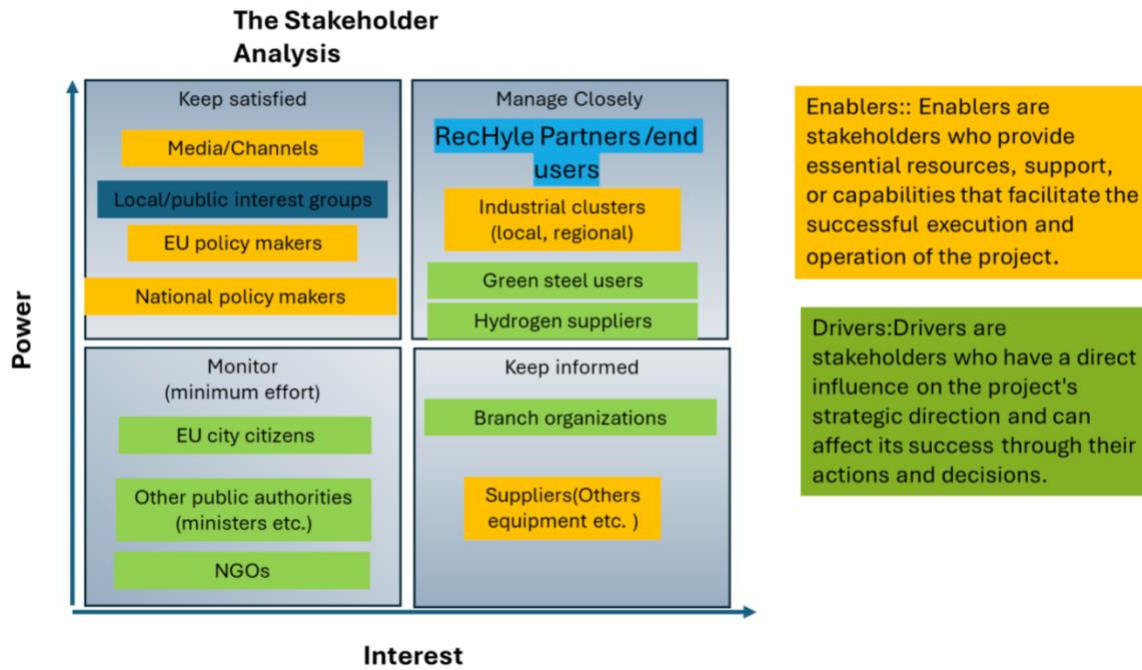 The Stakeholder
Analysis
Power
Keep satisfied
Media/Channels
Local/public interest groups
EU policy makers
National policy makers
Manage Closely
RecHyle Partners/end
users
Industrial clusters
(local, regional)
Green steel users
Hydrogen suppliers
Monitor
(minimum effort)
EU city citizens
Other public authorities
(ministers etc.)
NGOs
Keep informed
Branch organizations
Suppliers(Others
equipment etc. )
Interest
Enablers:: Enablers are
stakeholders who provide
essential resources, support,
or capabilities that facilitate the
successful execution and
operation of the project.
Drivers:Drivers are
stakeholders who have a direct
influence on the project's
strategic direction and can
affect its success through their
actions and decisions.